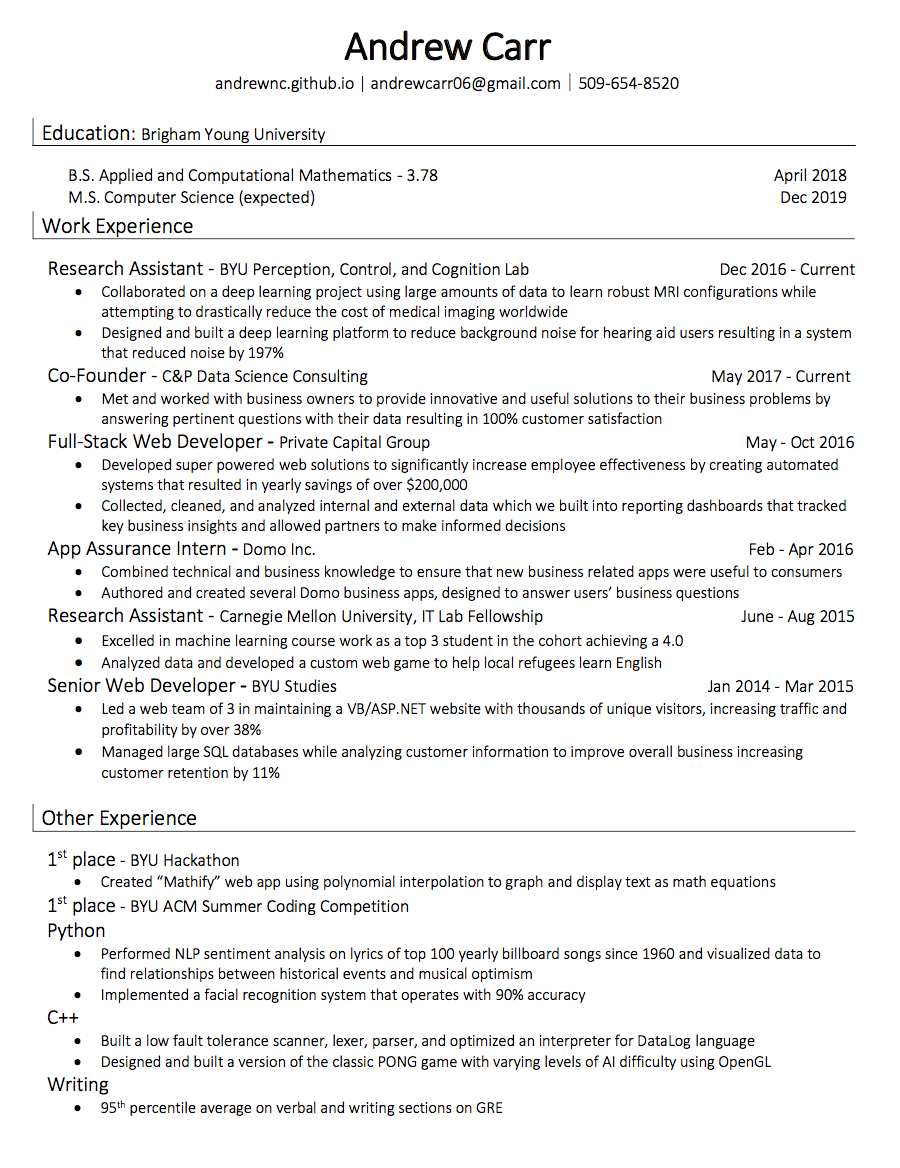 Andrew Carr
andrewnc.github.io | andrewcarr06@gmail.com | 509-654-8520
Education: Brigham Young University
B.S. Applied and Computational Mathematics - 3.78 April 2018
M.S. Computer Science (expected) Dec 2019
Work Experience
Research Assistant - BYU Perception, Control, and Cognition Lab Dec 2016 - Current
• Collaborated on a deep learning project using large amounts of data to learn robust MRI configurations while
attempting to drastically reduce the cost of medical imaging worldwide
• Designed and built a deep learning platform to reduce background noise for hearing aid users resulting in a system
that reduced noise by 197%
Co-Founder - C&P Data Science Consulting May 2017 - Current
• Met and worked with business owners to provide innovative and useful solutions to their business problems by
answering pertinent questions with their data resulting in 100% customer satisfaction
Full-Stack Web Developer - Private Capital Group May - Oct 2016
• Developed super powered web solutions to significantly increase employee effectiveness by creating automated
systems that resulted in yearly savings of over $200,000
• Collected, cleaned, and analyzed internal and external data which we built into reporting dashboards that tracked
key business insights and allowed partners to make informed decisions
App Assurance Intern - Domo Inc. Feb - Apr 2016
• Combined technical and business knowledge to ensure that new business related apps were useful to consumers
• Authored and created several Domo business apps, designed to answer users' business questions
Research Assistant - Carnegie Mellon University, IT Lab Fellowship June - Aug 2015
• Excelled in machine learning course work as a top 3 student in the cohort achieving a 4.0
• Analyzed data and developed a custom web game to help local refugees learn English
Senior Web Developer - BYU Studies Jan 2014 - Mar 2015
• Led a web team of 3 in maintaining a VB/ASP.NET website with thousands of unique visitors, increasing traffic and
profitability by over 38%
• Managed large SQL databases while analyzing customer information to improve overall business increasing
customer retention by 11%
Other Experience
1st place - BYU Hackathon
• Created “Mathify” web app using polynomial interpolation to graph and display text as math equations
1st place - BYU ACM Summer Coding Competition
Python
• Performed NLP sentiment analysis on lyrics of top 100 yearly billboard songs since 1960 and visualized data to
find relationships between historical events and musical optimism
• Implemented a facial recognition system that operates with 90% accuracy
C++
• Built a low fault tolerance scanner, lexer, parser, and optimized an interpreter for DataLog language
• Designed and built a version of the classic PONG game with varying levels of AI difficulty using OpenGL
Writing
• 95th percentile average on verbal and writing sections on GRE